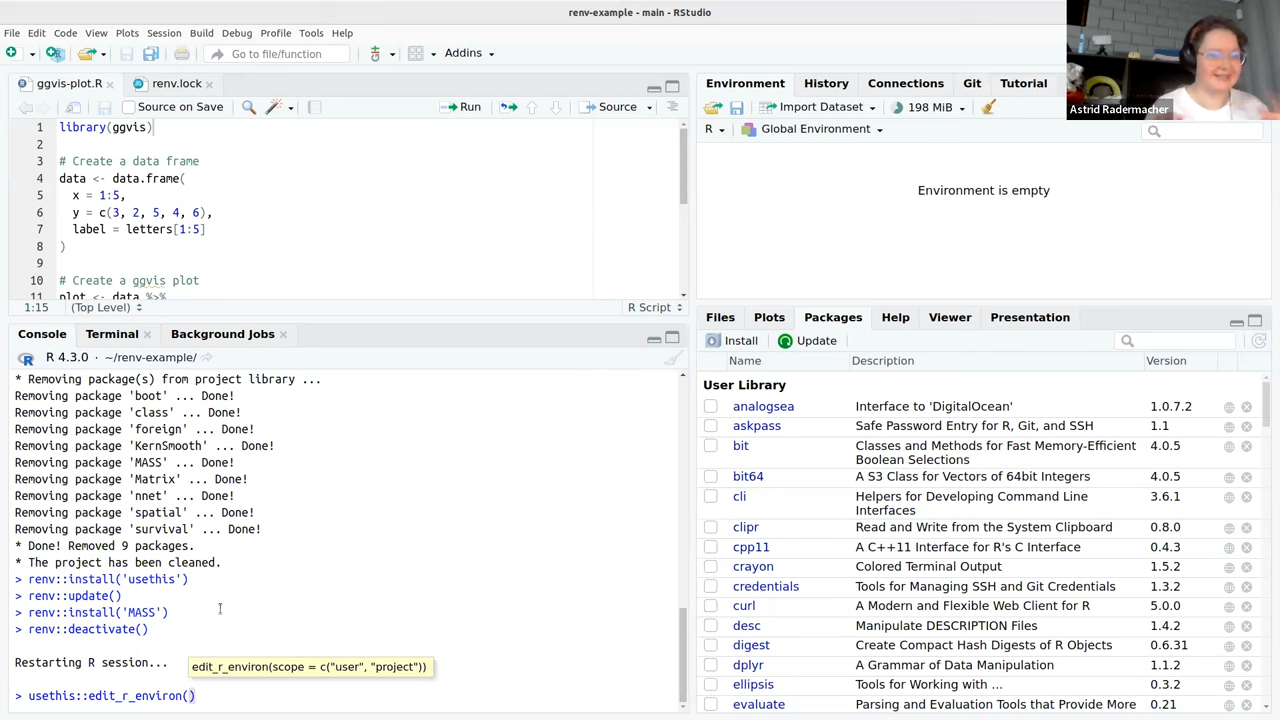 renv-example - main - RStudio
File Edit Code View Plots Session Build Debug Profile Tools Help
Go to file/function
Addins
ggvis-plot.R
renv.lock
Source on Save
Run
Source
1 library(ggvis)
2
3 # Create a data frame
4 data <- data.frame(
5 x = 1:5,
6 y = c(3, 2, 5, 4, 6),
7 label = letters[1:5]
8 )
9
10 # Create a ggvis plot
11 plot <- data %>%
1:15 (Top Level) R Script
Console Terminal Background Jobs
R 4.3.0 · ~/renv-example/
* Removing package(s) from project library ...
Removing package 'boot' ... Done!
Removing package 'class' ... Done!
Removing package 'foreign' ... Done!
Removing package 'KernSmooth' ... Done!
Removing package 'MASS' ... Done!
Removing package 'Matrix' ... Done!
Removing package 'nnet' ... Done!
Removing package 'spatial' ... Done!
Removing package 'survival' ... Done!
* Done! Removed 9 packages.
* The project has been cleaned.
> renv::install('usethis')
> renv::update()
> renv::install('MASS')
> renv::deactivate()
Restarting R session...
edit_r_environ(scope = c("user", "project"))
> usethis::edit_r_environ()
Environment History Connections Git Tutorial
Import Dataset 198 MiB
R Global Environment
Environment is empty
Astrid Radermacher
Files Plots Packages Help Viewer Presentation
Install Update
Name Description Version
User Library
analogsea Interface to 'DigitalOcean' 1.0.7.2
askpass Safe Password Entry for R, Git, and SSH 1.1
bit Classes and Methods for Fast Memory-Efficient 4.0.5
Boolean Selections
bit64 A S3 Class for Vectors of 64bit Integers 4.0.5
cli Helpers for Developing Command Line 3.6.1
Interfaces
clipr Read and Write from the System Clipboard 0.8.0
cpp11 A C++11 Interface for R's C Interface 0.4.3
crayon Colored Terminal Output 1.5.2
credentials Tools for Managing SSH and Git Credentials 1.3.2
curl A Modern and Flexible Web Client for R 5.0.0
desc Manipulate DESCRIPTION Files 1.4.2
digest Create Compact Hash Digests of R Objects 0.6.31
dplyr A Grammar of Data Manipulation 1.1.2
ellipsis Tools for Working with ... 0.3.2
evaluate Parsing and Evaluation Tools that Provide More 0.21